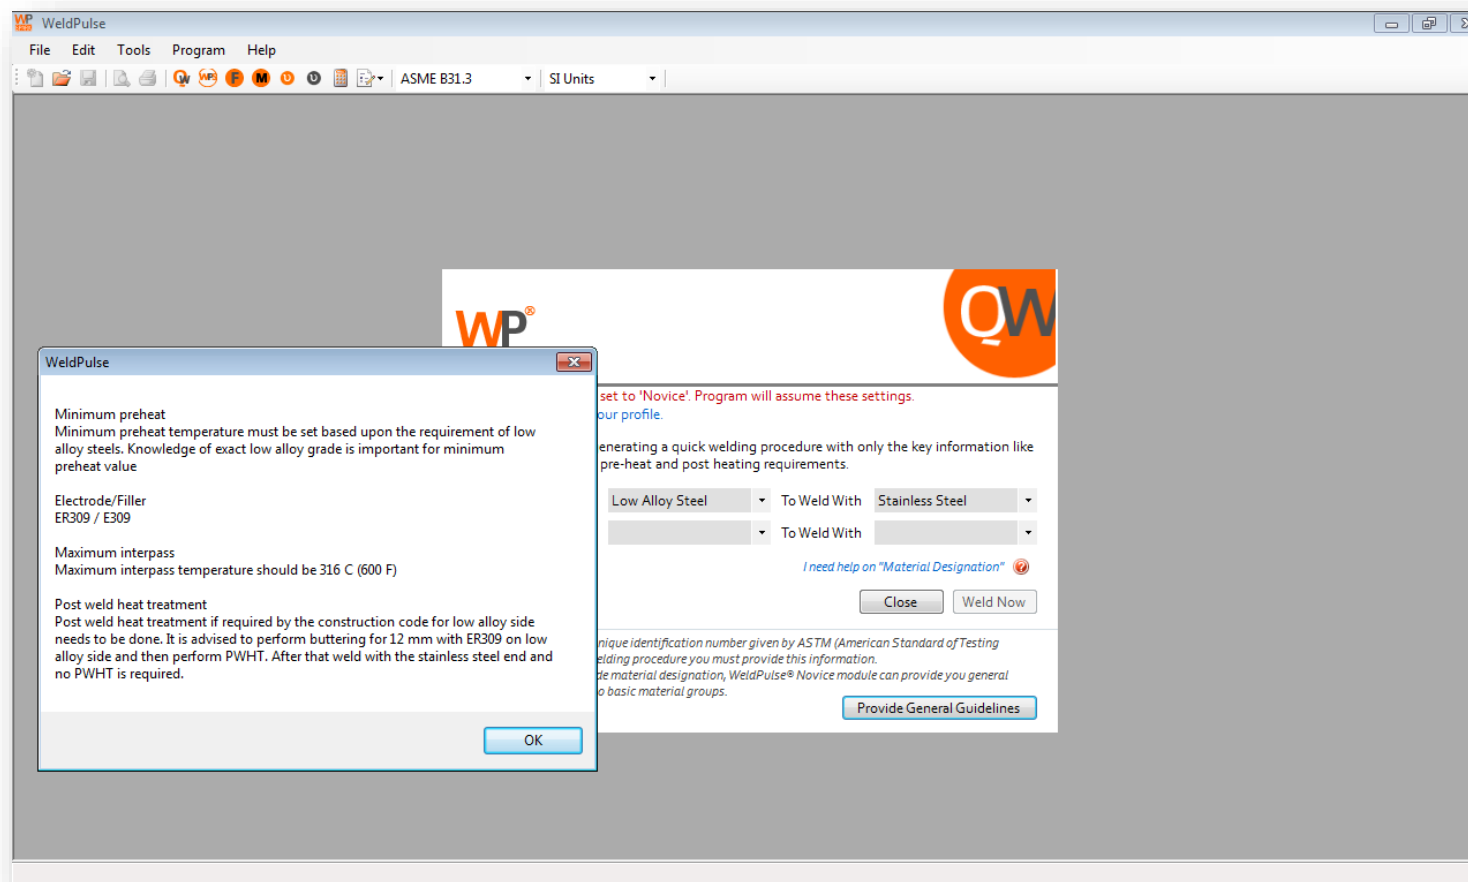 WP WeldPulse
File Edit Tools Program Help
QW WP F M ASME B31.3 SI Units
WP® QW
WeldPulse
set to 'Novice'. Program will assume these settings.
our profile.
enerating a quick welding procedure with only the key information like
pre-heat and post heating requirements.
Low Alloy Steel To Weld With Stainless Steel
To Weld With
I need help on "Material Designation" ?
Close Weld Now
nique identification number given by ASTM (American Standard of Testing
elding procedure you must provide this information.
de material designation, WeldPulse® Novice module can provide you general
o basic material groups.
Provide General Guidelines
Minimum preheat
Minimum preheat temperature must be set based upon the requirement of low
alloy steels. Knowledge of exact low alloy grade is important for minimum
preheat value
Electrode/Filler
ER309 / E309
Maximum interpass
Maximum interpass temperature should be 316 C (600 F)
Post weld heat treatment
Post weld heat treatment if required by the construction code for low alloy side
needs to be done. It is advised to perform buttering for 12 mm with ER309 on low
alloy side and then perform PWHT. After that weld with the stainless steel end and
no PWHT is required.
OK